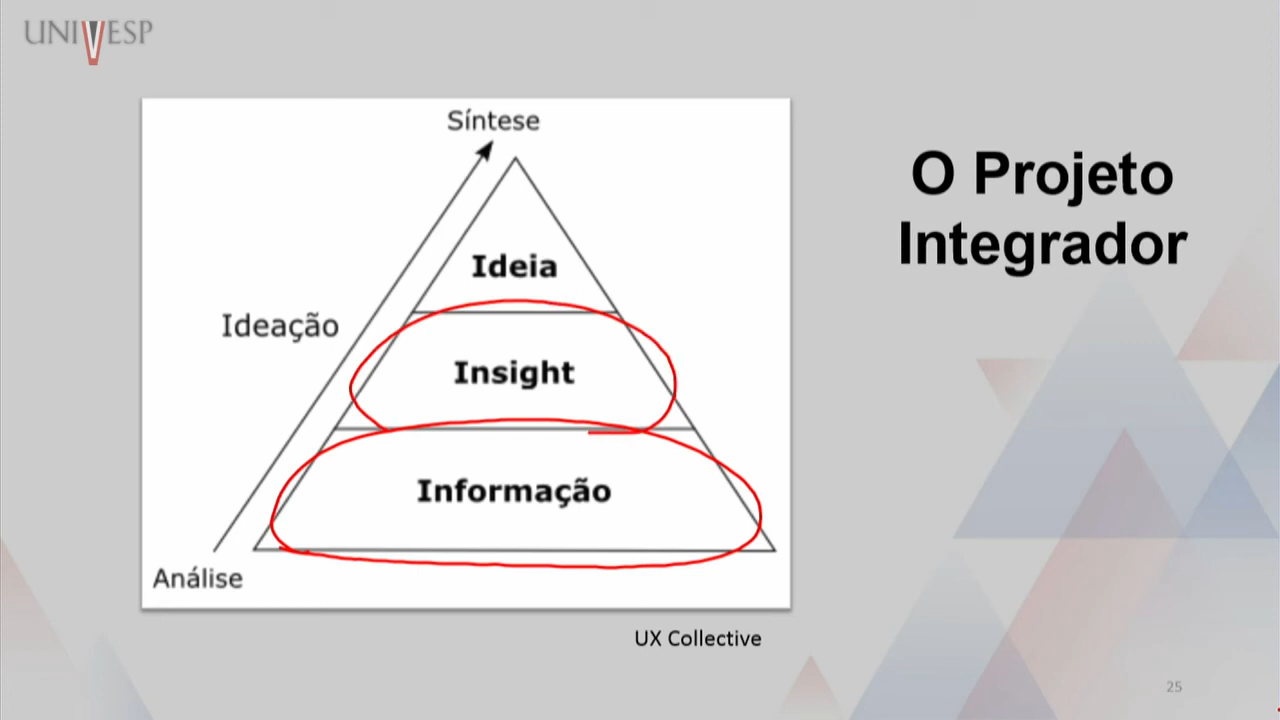 UNIVESP
Síntese
O Projeto
Integrador
Ideia
Ideação
Insight
Informação
Análise
UX Collective
25